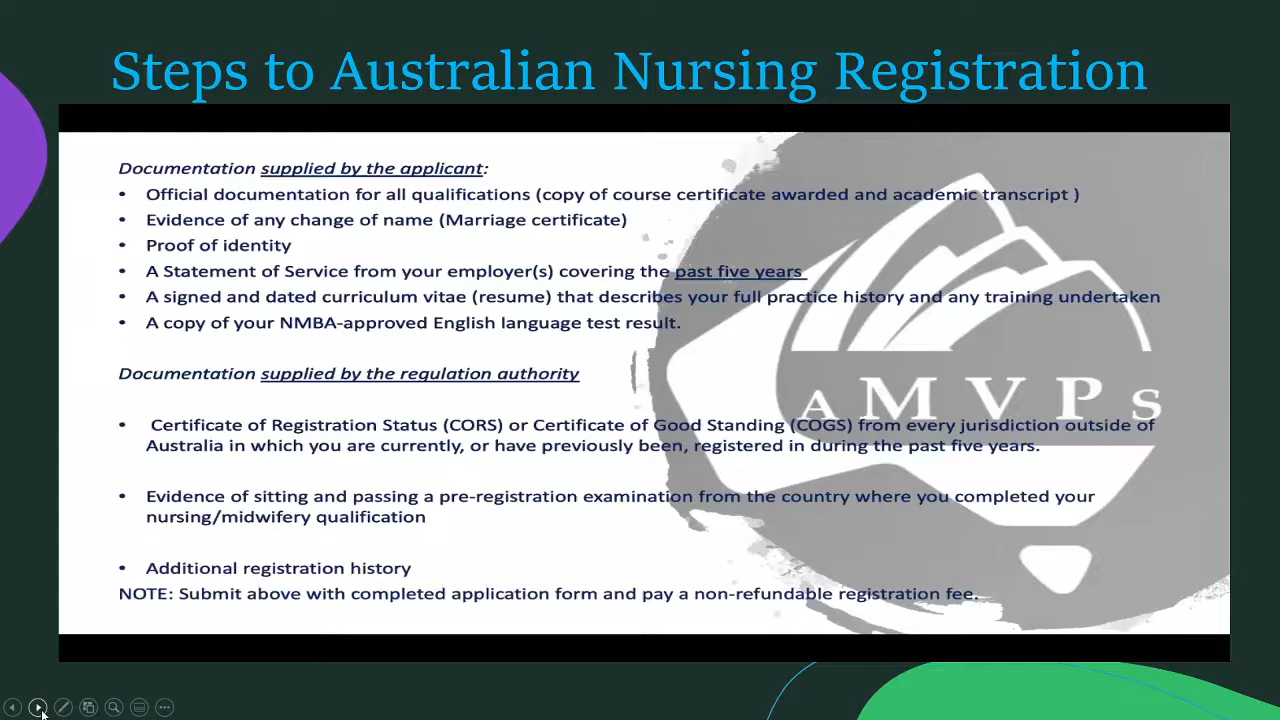 Steps to Australian Nursing Registration
Documentation supplied by the applicant:
• Official documentation for all qualifications (copy of course certificate awarded and academic transcript )
• Evidence of any change of name (Marriage certificate)
• Proof of identity
• A Statement of Service from your employer(s) covering the past five years
• A signed and dated curriculum vitae (resume) that describes your full practice history and any training undertaken
• A copy of your NMBA-approved English language test result.
Documentation supplied by the regulation authority
AMVPs
• Certificate of Registration Status (CORS) or Certificate of Good Standing (COGS) from every jurisdiction outside of
Australia in which you are currently, or have previously been, registered in during the past five years.
• Evidence of sitting and passing a pre-registration examination from the country where you completed your
nursing/midwifery qualification
• Additional registration history
NOTE: Submit above with completed application form and pay a non-refundable registration fee.